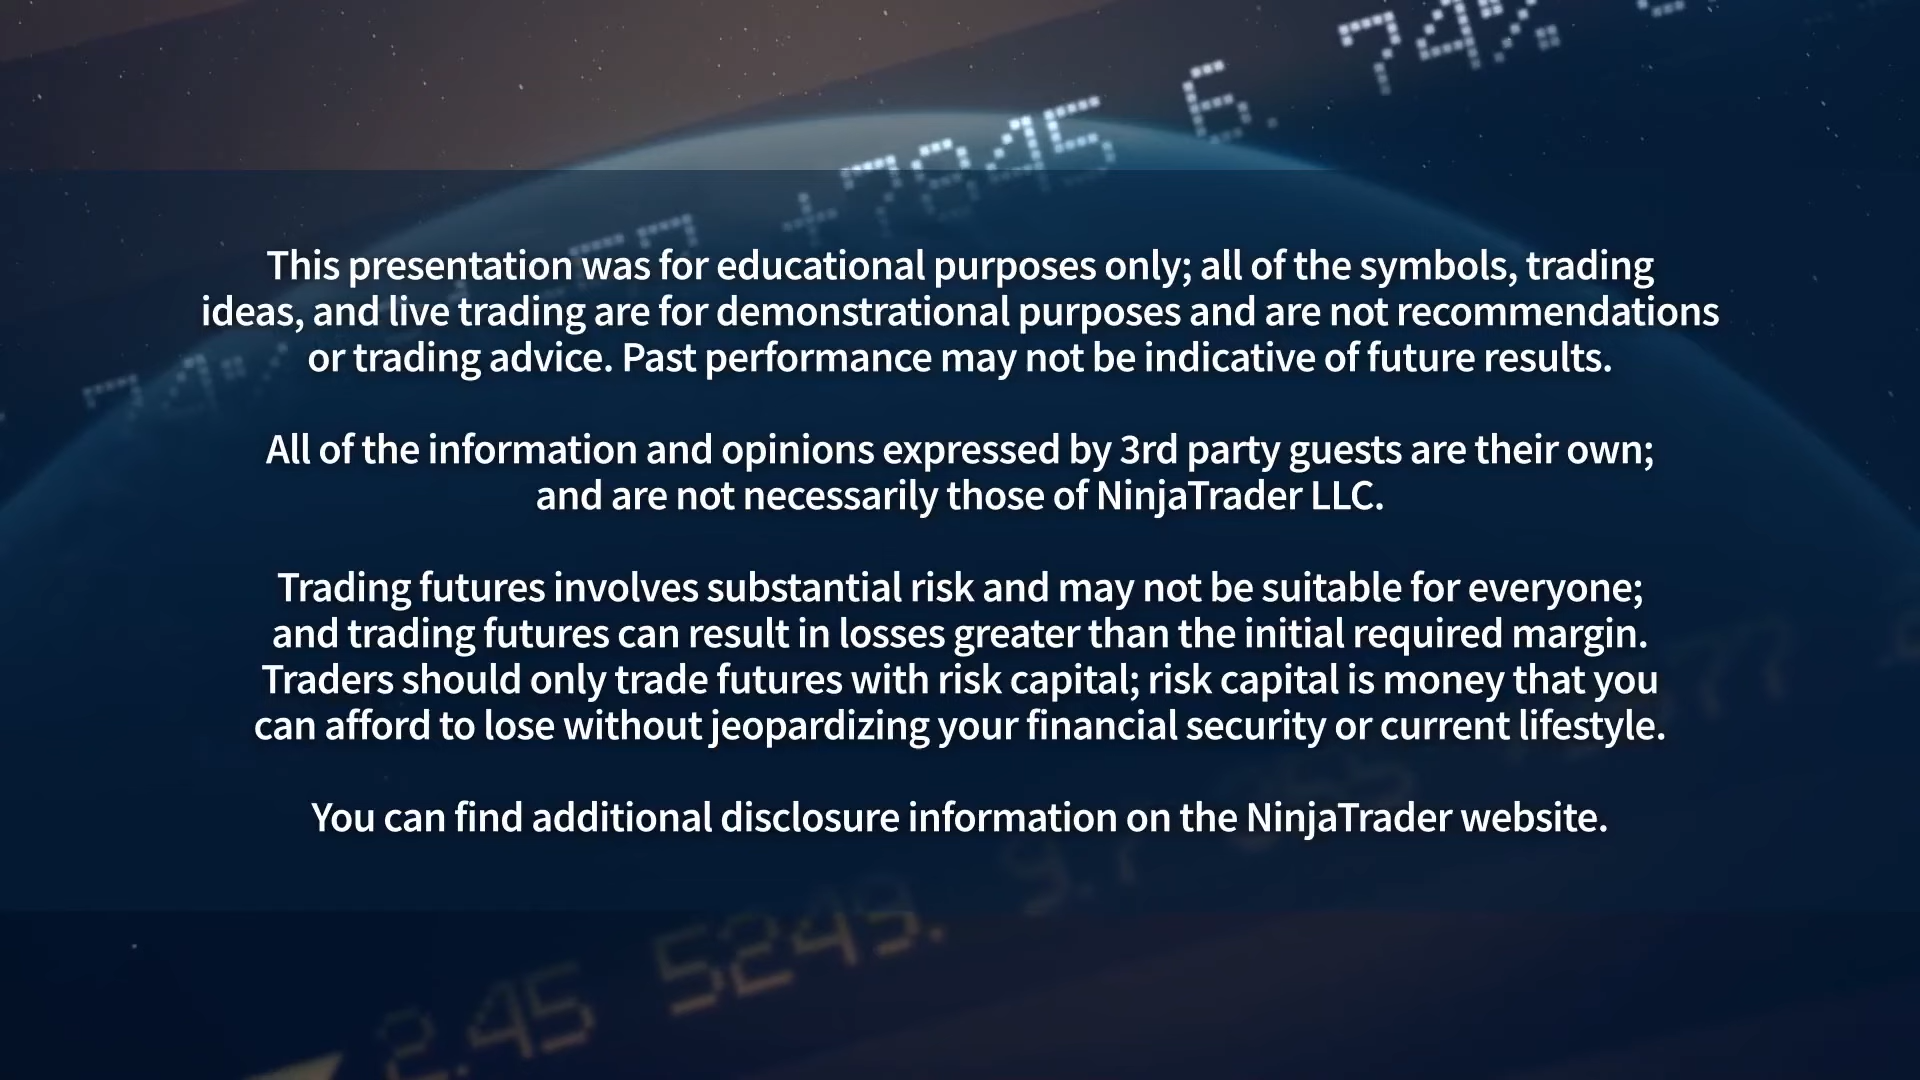 74%
6.
+7845
This presentation was for educational purposes only; all of the symbols, trading
ideas, and live trading are for demonstrational purposes and are not recommendations
or trading advice. Past performance may not be indicative of future results.
All of the information and opinions expressed by 3rd party guests are their own;
and are not necessarily those of NinjaTrader LLC.
Trading futures involves substantial risk and may not be suitable for everyone;
and trading futures can result in losses greater than the initial required margin.
Traders should only trade futures with risk capital; risk capital is money that you
can afford to lose without jeopardizing your financial security or current lifestyle.
You can find additional disclosure information on the NinjaTrader website.
5249.
2.45